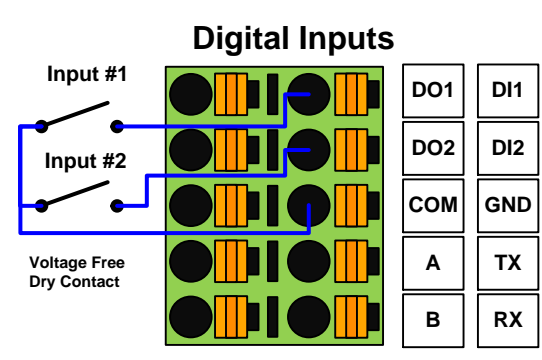 Digital Inputs
Input #1
Input #2
Voltage Free
Dry Contact
DO1 DI1
DO2 DI2
COM GND
A TX
B RX